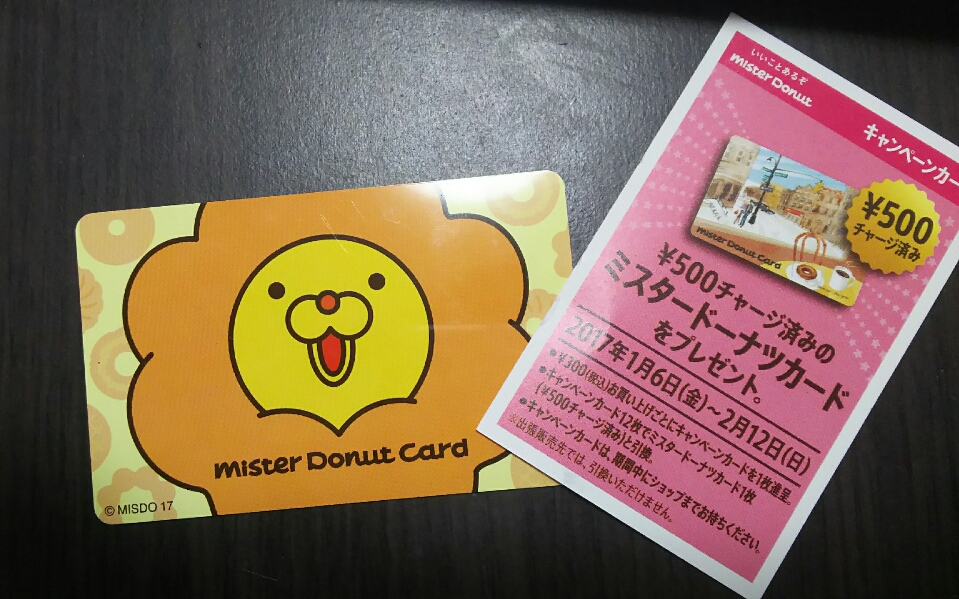 mister Donut Card
© MISDO 17
いいことあるぞ
mister Donut
キャンペーンカー
mister Donut Card
¥500
チャージ済み
¥500チャージ済みの
ミスタードーナツカード
をプレゼント。
2017年1月6日(金)～2月12日(日)
●¥300(税込)お買い上げごとにキャンペーンカードを1枚進呈。
●キャンペーンカード12枚でミスタードーナツカード1枚
(¥500チャージ済み)と引換。
●キャンペーンカードは、期間中にショップまでお持ちください。
※出張販売先では、引換いただけません。